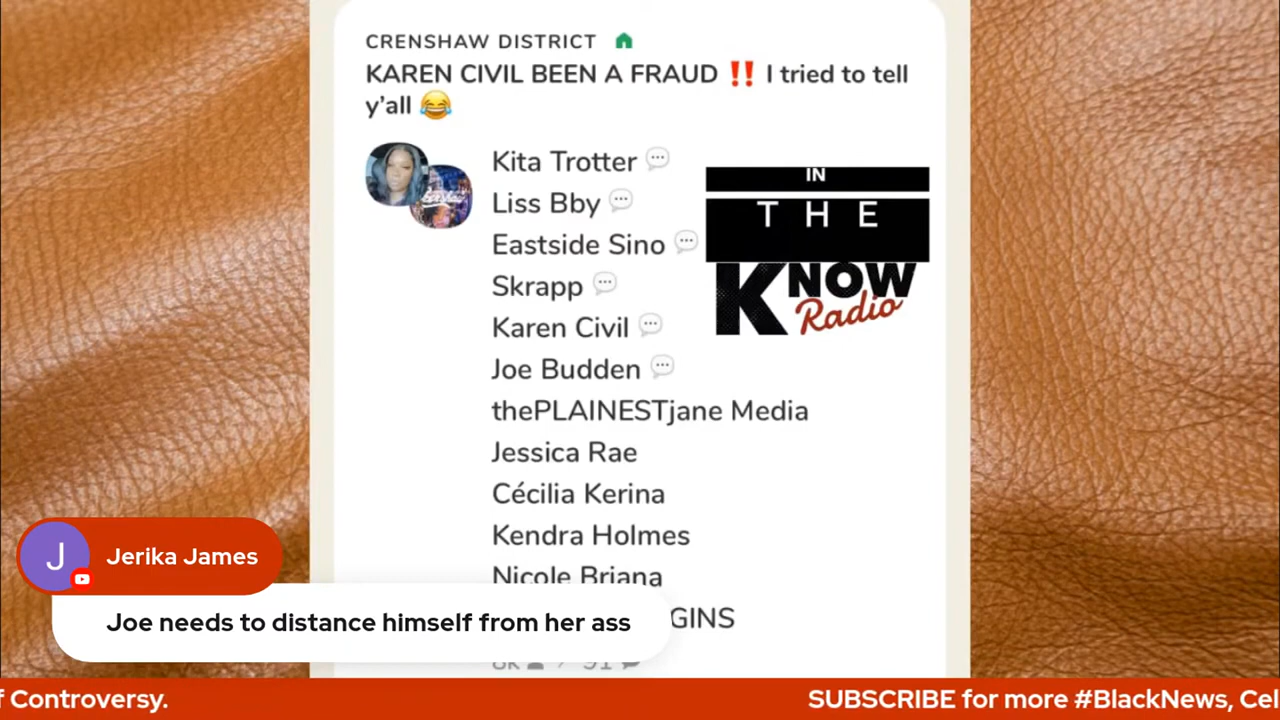 CRENSHAW DISTRICT
KAREN CIVIL BEEN A FRAUD ‼️ I tried to tell
y'all 😂
Kita Trotter
Liss Bby
Eastside Sino
Skrapp
Karen Civil
Joe Budden
thePLAINESTjane Media
Jessica Rae
Cécilia Kerina
Kendra Holmes
Nicole Briana
GINS
IN
THE
KNOW
Radio
J
Jerika James
Joe needs to distance himself from her ass
f Controversy.
SUBSCRIBE for more #BlackNews, Cel